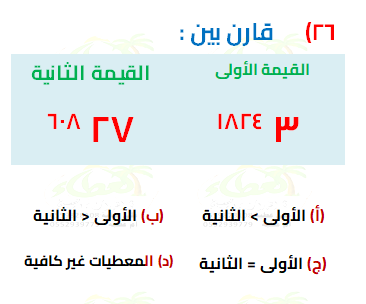 ٢٦) قارن بين :
القيمة الأولى القيمة الثانية
٣ ١٨٢٤ ٢٧ ٦٠٨
(أ) الأولى > الثانية (ب) الأولى < الثانية
(ج) الأولى = الثانية (د) المعطيات غير كافية